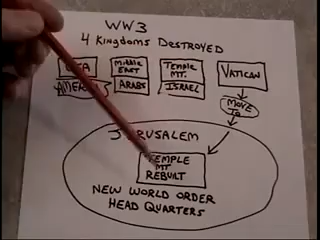 WW3
4 Kingdoms Destroyed
USA
AMERICA
Middle
EAST
ARABS
TEMPLE
MT.
ISRAEL
VATICAN
MOVE
TO
JERUSALEM
TEMPLE
MT
REBUILT
NEW WORLD ORDER
HEAD QUARTERS